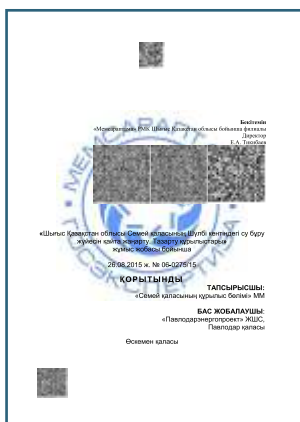 Бекітемін
«Мемсараптама» РМК Шығыс Қазақстан облысы бойынша филиалы
Директор
Е.А. Тикибаев
«Шығыс Қазақстан облысы Семей қаласының Шүлбі кентіндегі су бұру
жүйесін қайта жаңарту. Тазарту құрылыстары»
жұмыс жобасы бойынша
26.08.2015 ж. № 06-0275/15
ҚОРЫТЫНДЫ
ТАПСЫРЫСШЫ:
«Семей қаласының құрылыс бөлімі» ММ
БАС ЖОБАЛАУШЫ:
«Павлодарэнергопроект» ЖШС,
Павлодар қаласы
Өскемен қаласы